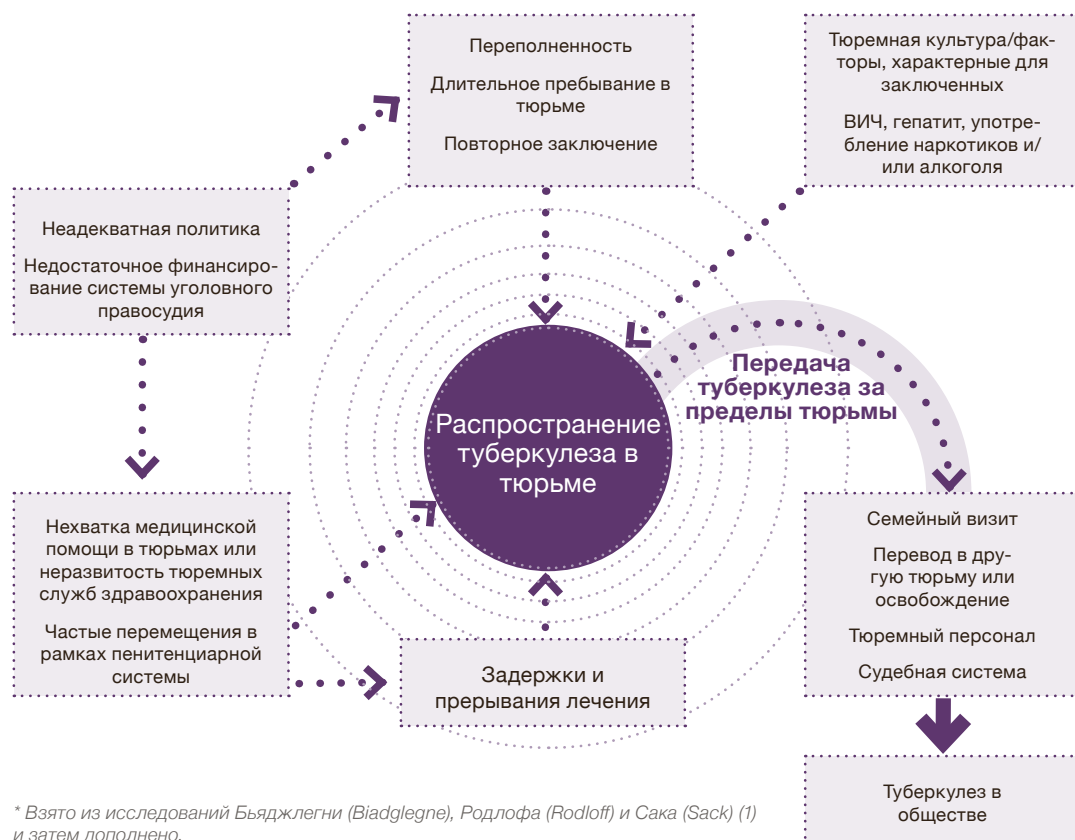 Переполненность
Длительное пребывание в
тюрьме
Повторное заключение
Тюремная культура/фак-
торы, характерные для
заключенных
ВИЧ, гепатит, употре-
бление наркотиков и/
или алкоголя
Неадекватная политика
Недостаточное финансиро-
вание системы уголовного
правосудия
Передача
туберкулеза за
пределы тюрьмы
Распространение
туберкулеза в
тюрьме
Нехватка медицинской
помощи в тюрьмах или
неразвитость тюремных
служб здравоохранения
Частые перемещения в
рамках пенитенциарной
системы
Задержки и
прерывания лечения
Семейный визит
Перевод в дру-
гую тюрьму или
освобождение
Тюремный персонал
Судебная система
Туберкулез в
обществе
* Взято из исследований Бьяджлегни (Biadglegne), Родлофа (Rodloff) и Сака (Sack) (1)
и затем дополнено.